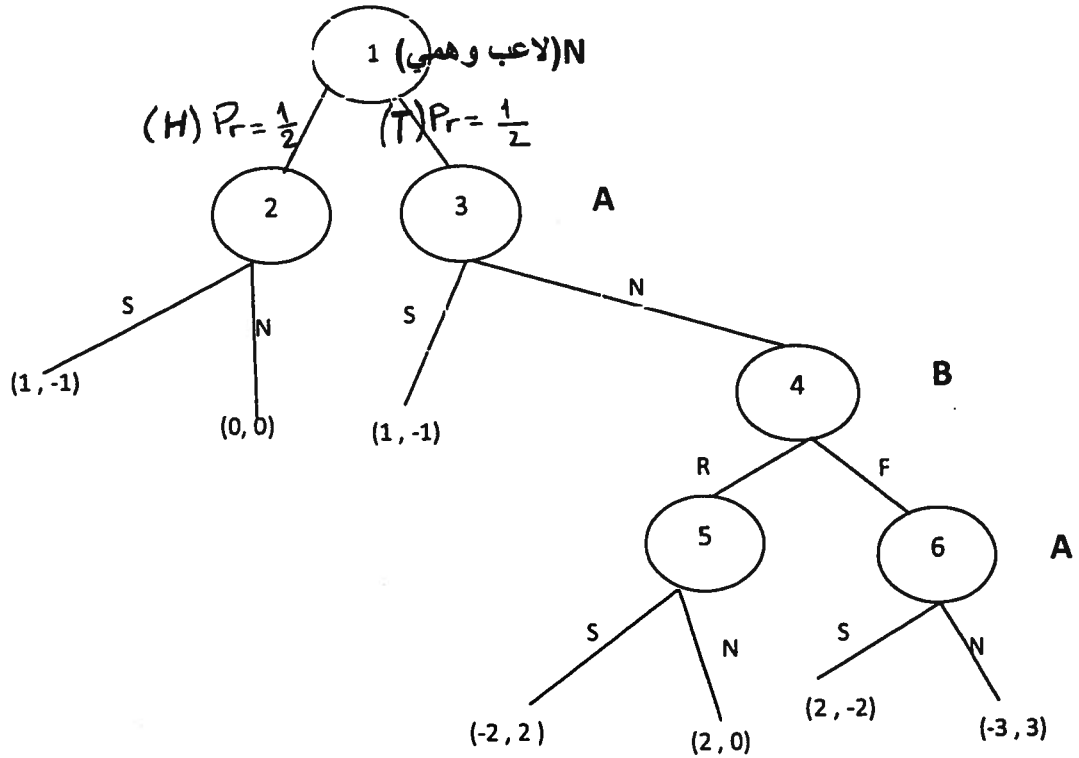 1 (لاعب وهمي)N
(H) Pr = 1/2 (T) Pr = 1/2
2 3 A
S N S N
(1 , -1) (0, 0) (1 , -1)
4 B
R F
5 6 A
S N S N
(-2 , 2 ) (2 , 0) (2 , -2) (-3 , 3)